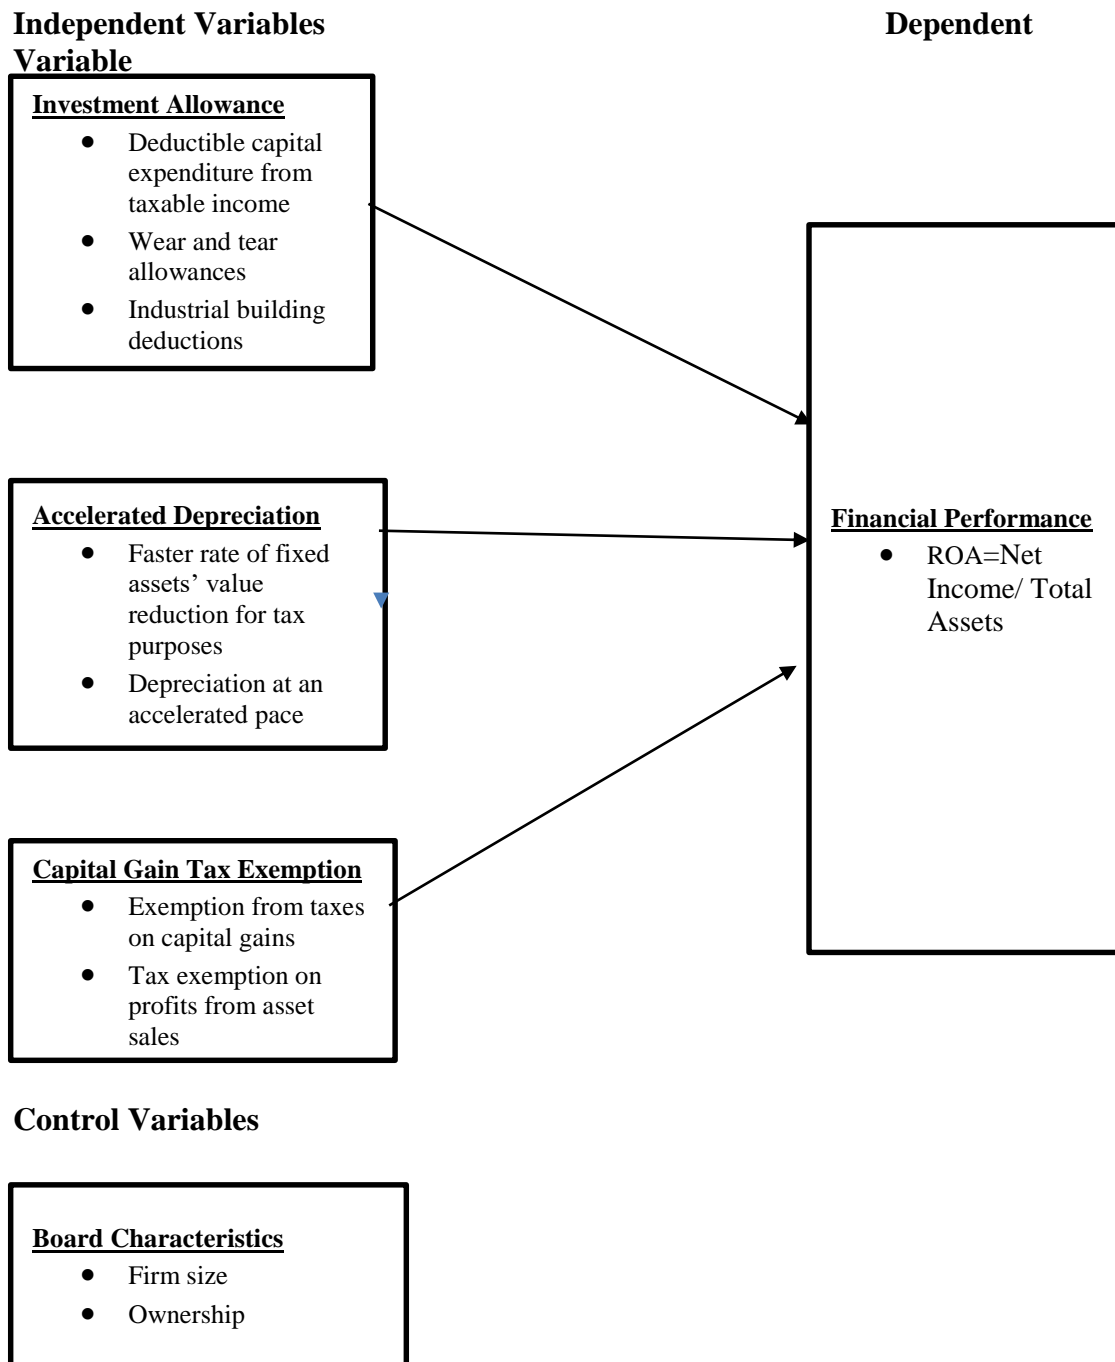 Independent Variables Dependent
Variable
Investment Allowance
● Deductible capital
expenditure from
taxable income
● Wear and tear
allowances
● Industrial building
deductions
Accelerated Depreciation
● Faster rate of fixed
assets’ value
reduction for tax
purposes
● Depreciation at an
accelerated pace
Financial Performance
● ROA=Net
Income/ Total
Assets
Capital Gain Tax Exemption
● Exemption from taxes
on capital gains
● Tax exemption on
profits from asset
sales
Control Variables
Board Characteristics
● Firm size
● Ownership